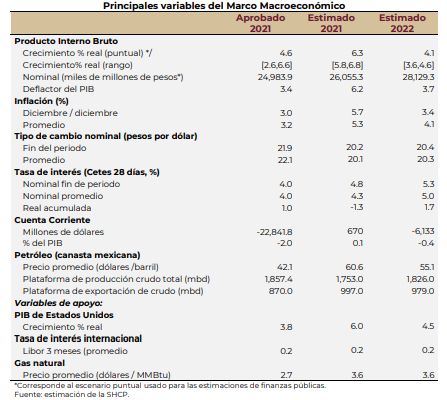 Principales variables del Marco Macroeconómico
Aprobado 2021 Estimado 2021 Estimado 2022
Producto Interno Bruto
Crecimiento % real (puntual) */ 4.6 6.3 4.1
Crecimiento% real (rango) [2.6,6.6] [5.8,6.8] [3.6,4.6]
Nominal (miles de millones de pesos*) 24,983.9 26,055.3 28,129.3
Deflactor del PIB 3.4 6.2 3.7
Inflación (%)
Diciembre / diciembre 3.0 5.7 3.4
Promedio 3.2 5.3 4.1
Tipo de cambio nominal (pesos por dólar)
Fin del periodo 21.9 20.2 20.4
Promedio 22.1 20.1 20.3
Tasa de interés (Cetes 28 días, %)
Nominal fin de periodo 4.0 4.8 5.3
Nominal promedio 4.0 4.3 5.0
Real acumulada 1.0 -1.3 1.7
Cuenta Corriente
Millones de dólares -22,841.8 670 -6,133
% del PIB -2.0 0.1 -0.4
Petróleo (canasta mexicana)
Precio promedio (dólares /barril) 42.1 60.6 55.1
Plataforma de producción crudo total (mbd) 1,857.4 1,753.0 1,826.0
Plataforma de exportación de crudo (mbd) 870.0 997.0 979.0
Variables de apoyo:
PIB de Estados Unidos
Crecimiento % real 3.8 6.0 4.5
Tasa de interés internacional
Libor 3 meses (promedio 0.2 0.2 0.2
Gas natural
Precio promedio (dólares / MMBtu) 2.7 3.6 3.6
*Corresponde al escenario puntual usado para las estimaciones de finanzas públicas.
Fuente: estimación de la SHCP.